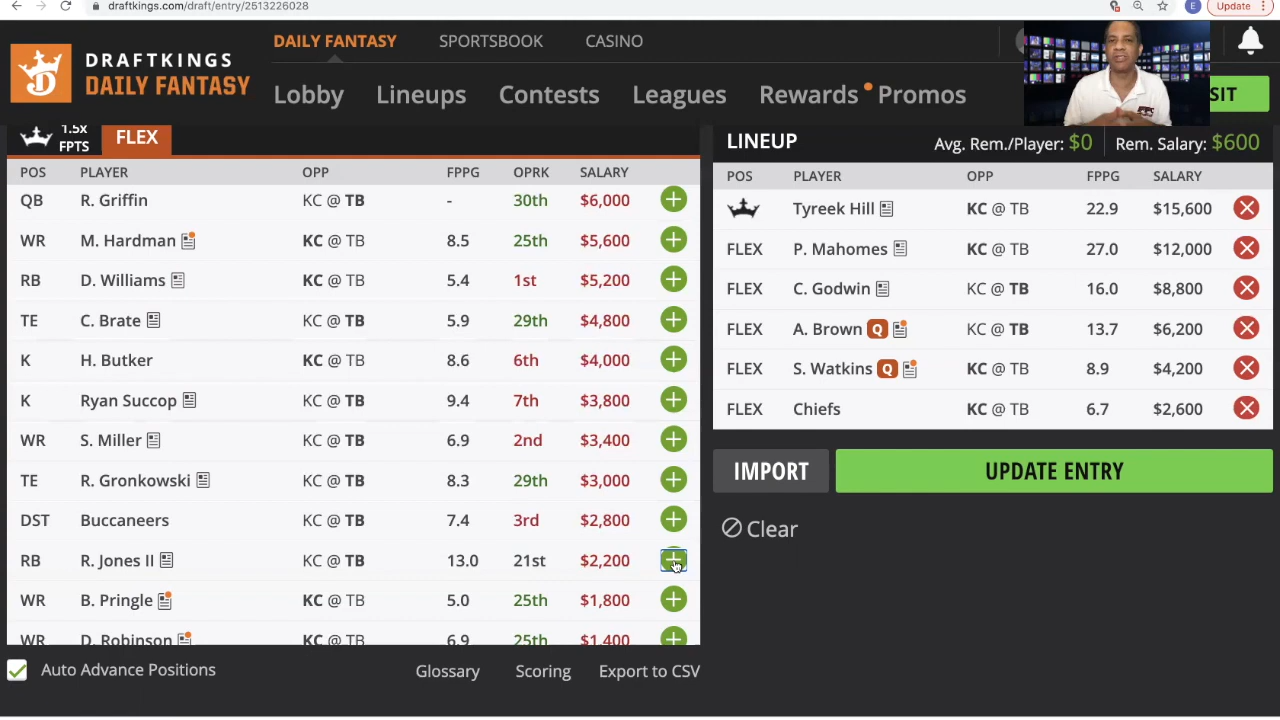 draftkings.com/draft/entry/2513226028
E
Update
DRAFTKINGS
DAILY FANTASY
DAILY FANTASY SPORTSBOOK CASINO
Lobby Lineups Contests Leagues Rewards Promos
1.5x
FPTS
FLEX
POS PLAYER OPP FPPG OPRK SALARY
QB R. Griffin KC @ TB - 30th $6,000
WR M. Hardman KC @ TB 8.5 25th $5,600
RB D. Williams KC @ TB 5.4 1st $5,200
TE C. Brate KC @ TB 5.9 29th $4,800
K H. Butker KC @ TB 8.6 6th $4,000
K Ryan Succop KC @ TB 9.4 7th $3,800
WR S. Miller KC @ TB 6.9 2nd $3,400
TE R. Gronkowski KC @ TB 8.3 29th $3,000
DST Buccaneers KC @ TB 7.4 3rd $2,800
RB R. Jones II KC @ TB 13.0 21st $2,200
WR B. Pringle KC @ TB 5.0 25th $1,800
WR D. Robinson KC @ TB 6.9 25th $1,400
Auto Advance Positions Glossary Scoring Export to CSV
LINEUP Avg. Rem./Player: $0 Rem. Salary: $600
POS PLAYER OPP FPPG SALARY
Tyreek Hill KC @ TB 22.9 $15,600
FLEX P. Mahomes KC @ TB 27.0 $12,000
FLEX C. Godwin KC @ TB 16.0 $8,800
FLEX A. Brown Q KC @ TB 13.7 $6,200
FLEX S. Watkins Q KC @ TB 8.9 $4,200
FLEX Chiefs KC @ TB 6.7 $2,600
IMPORT UPDATE ENTRY
Clear